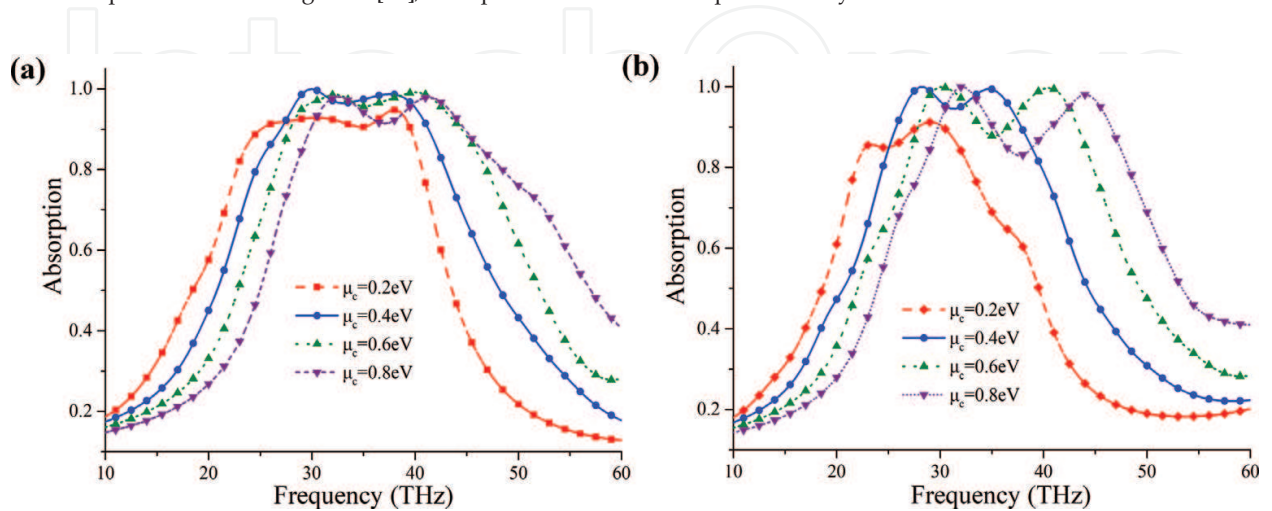 (a)
(b)
Absorption
1.0
0.8
0.6
0.4
0.2
μc=0.2eV
μc=0.4eV
μc=0.6eV
μc=0.8eV
10 20 30 40 50 60
Frequency (THz)
Absorption
1.0
0.8
0.6
0.4
0.2
μc=0.2eV
μc=0.4eV
μc=0.6eV
μc=0.8eV
10 20 30 40 50 60
Frequency (THz)